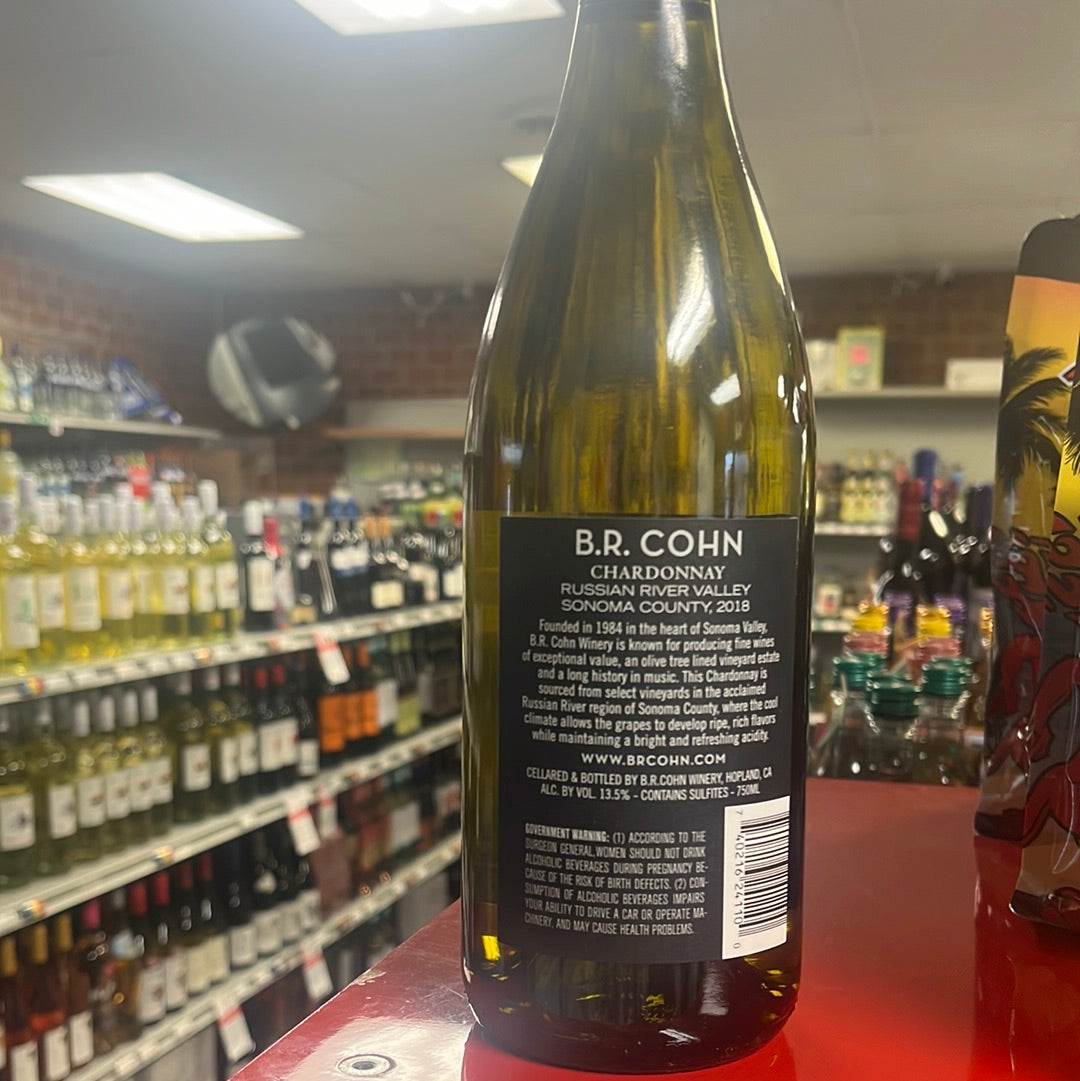 B.R. COHN
CHARDONNAY
RUSSIAN RIVER VALLEY
SONOMA COUNTY, 2018
Founded in 1984 in the heart of Sonoma Valley,
B.R. Cohn Winery is known for producing fine wines
of exceptional value, an olive tree lined vineyard estate
and a long history in music. This Chardonnay is
sourced from select vineyards in the acclaimed
Russian River region of Sonoma County, where the cool
climate allows the grapes to develop ripe, rich flavors
while maintaining a bright and refreshing acidity.
WWW.BRCOHN.COM
CELLARED & BOTTLED BY B.R.COHN WINERY, HOPLAND, CA
ALC. BY VOL. 13.5% - CONTAINS SULFITES - 750ML
GOVERNMENT WARNING: (1) ACCORDING TO THE
SURGEON GENERAL, WOMEN SHOULD NOT DRINK
ALCOHOLIC BEVERAGES DURING PREGNANCY BE-
CAUSE OF THE RISK OF BIRTH DEFECTS. (2) CON-
SUMPTION OF ALCOHOLIC BEVERAGES IMPAIRS
YOUR ABILITY TO DRIVE A CAR OR OPERATE MA-
CHINERY, AND MAY CAUSE HEALTH PROBLEMS.
7 40216 24110 0